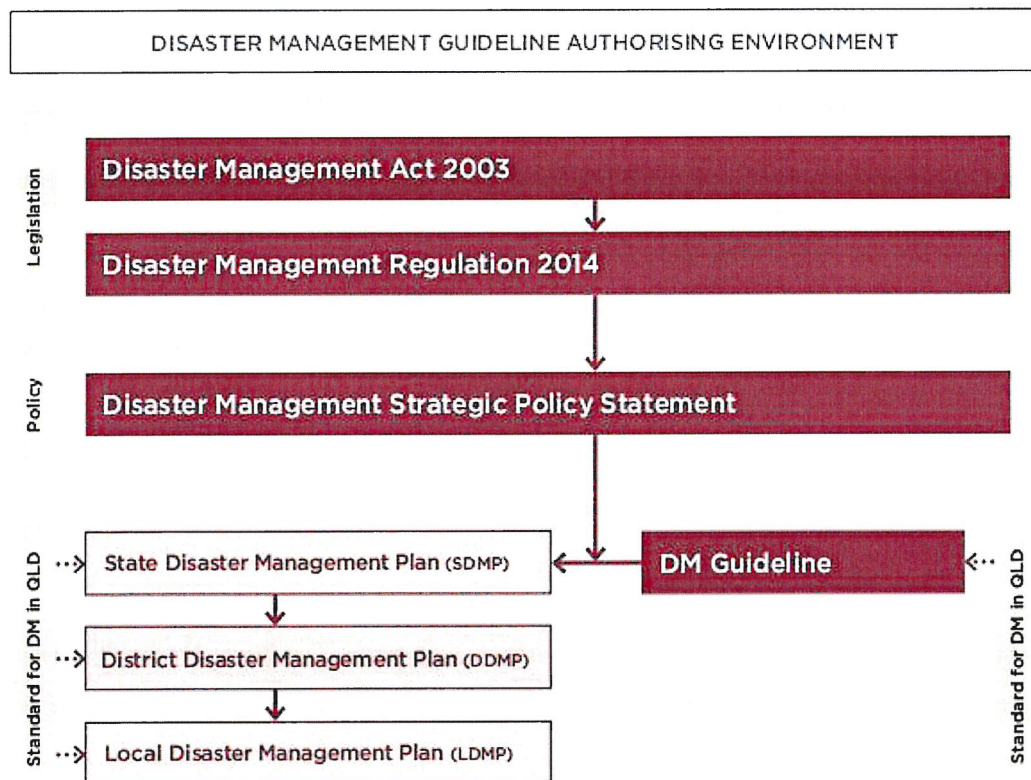 DISASTER MANAGEMENT GUIDELINE AUTHORISING ENVIRONMENT
Legislation
Disaster Management Act 2003
Disaster Management Regulation 2014
Policy
Disaster Management Strategic Policy Statement
Standard for DM in QLD
State Disaster Management Plan (SDMP)
DM Guideline
Standard for DM in QLD
District Disaster Management Plan (DDMP)
Local Disaster Management Plan (LDMP)